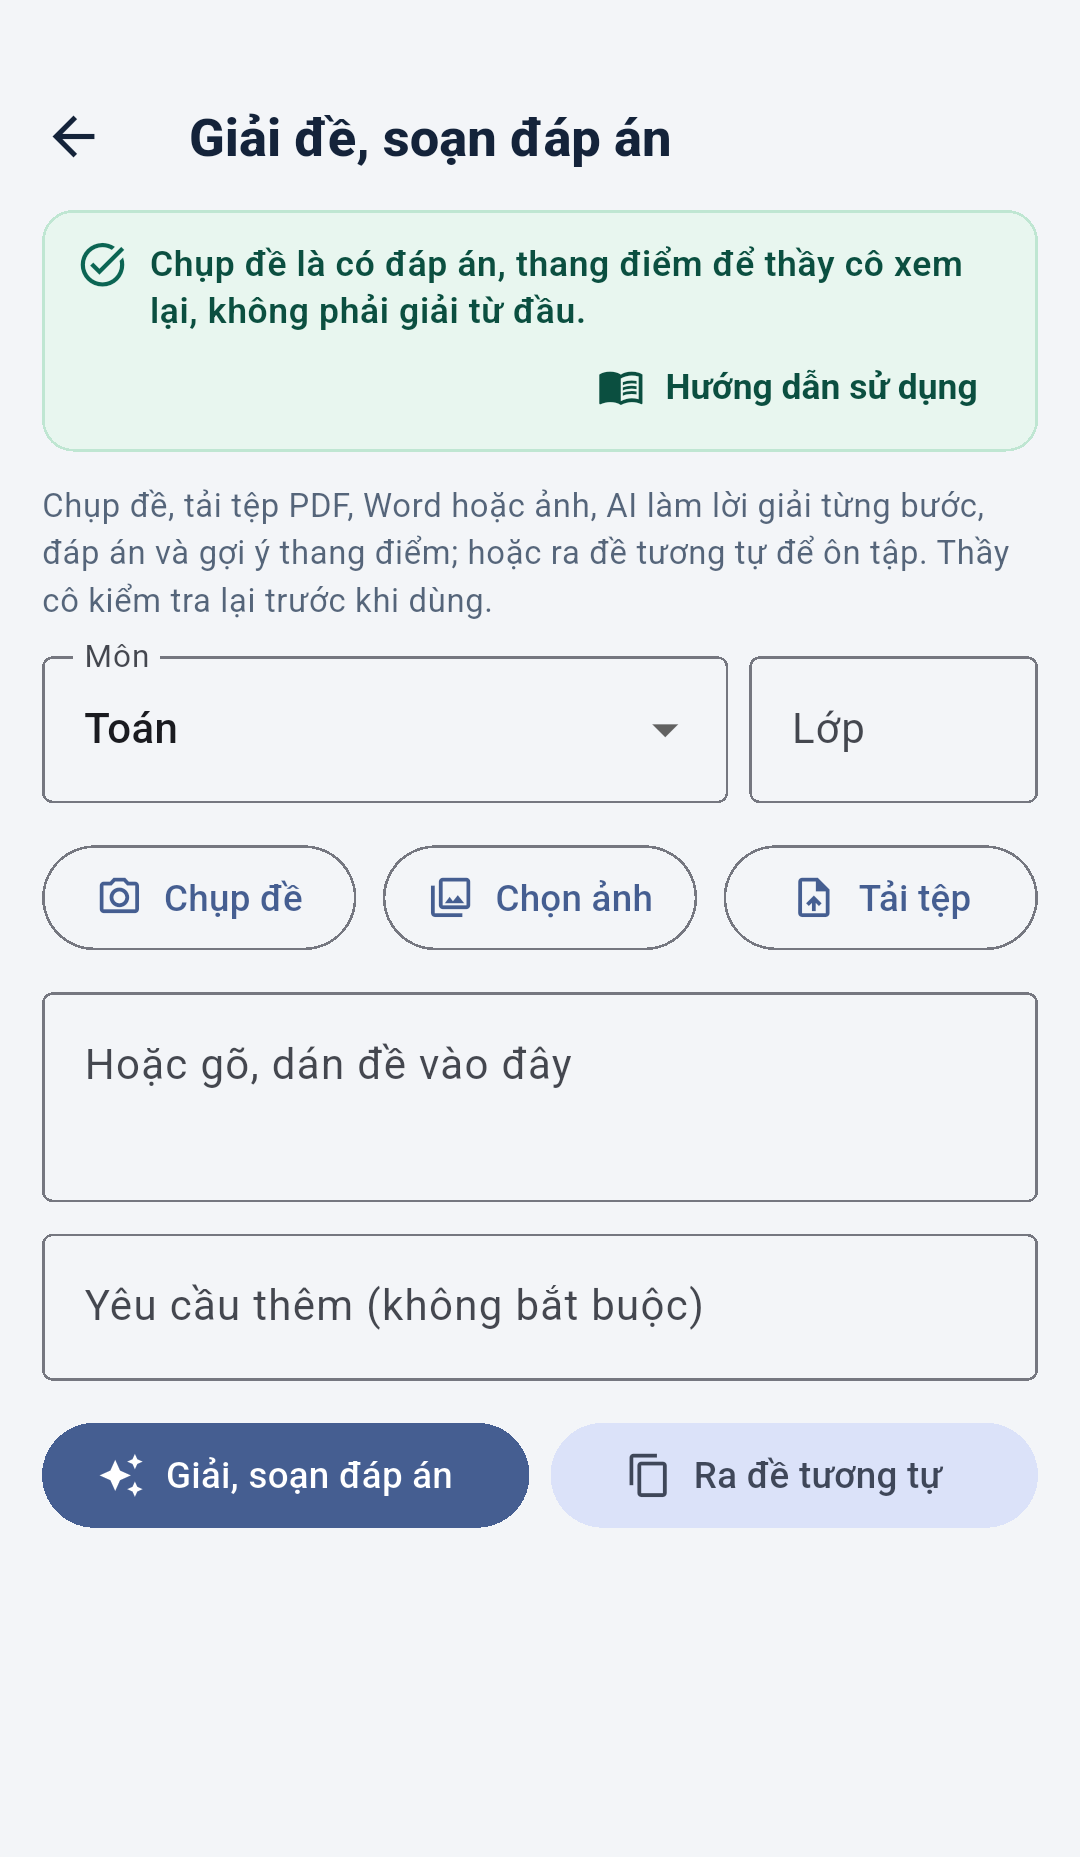 Giải đề, soạn đáp án
Chụp đề là có đáp án, thang điểm để thầy cô xem
lại, không phải giải từ đầu.
Hướng dẫn sử dụng
Chụp đề, tải tệp PDF, Word hoặc ảnh, AI làm lời giải từng bước,
đáp án và gợi ý thang điểm; hoặc ra đề tương tự để ôn tập. Thầy
cô kiểm tra lại trước khi dùng.
Môn
Toán
Lớp
Chụp đề
Chọn ảnh
Tải tệp
Hoặc gõ, dán đề vào đây
Yêu cầu thêm (không bắt buộc)
Giải, soạn đáp án
Ra đề tương tự